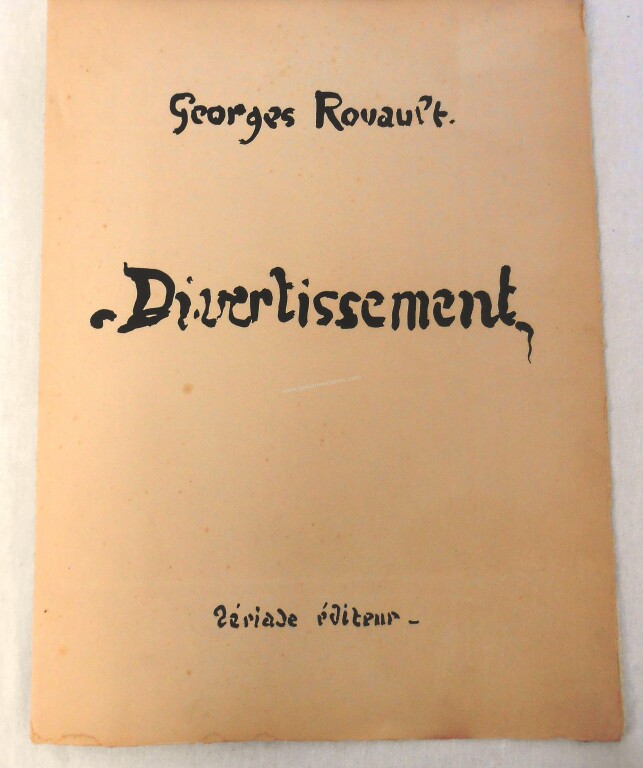 Georges Rouault.
Divertissement
Tériade éditeur -